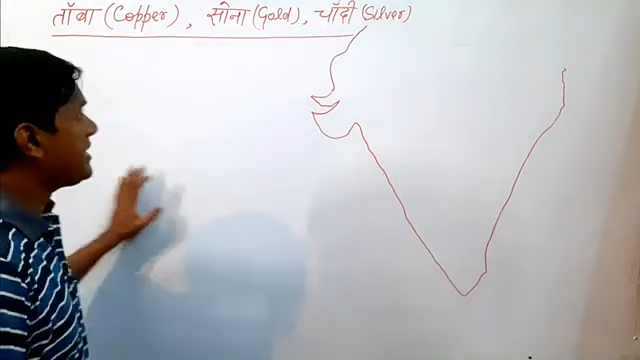 ताँबा (Copper), सोना (Gold), चाँदी (Silver)